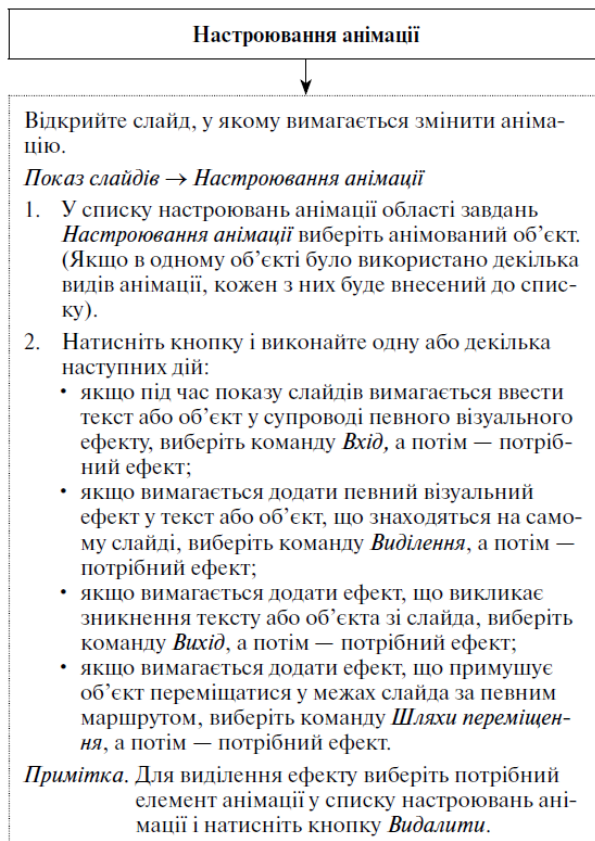 Настроювання анімації
Відкрийте слайд, у якому вимагається змінити аніма-
цію.
Показ слайдів → Настроювання анімації
1. У списку настроювань анімації області завдань
Настроювання анімації виберіть анімований об’єкт.
(Якщо в одному об’єкті було використано декілька
видів анімації, кожен з них буде внесений до спис-
ку).
2. Натисніть кнопку і виконайте одну або декілька
наступних дій:
• якщо під час показу слайдів вимагається ввести
текст або об’єкт у супроводі певного візуального
ефекту, виберіть команду Вхід, а потім — потріб-
ний ефект;
• якщо вимагається додати певний візуальний
ефект у текст або об’єкт, що знаходяться на само-
му слайді, виберіть команду Виділення, а потім —
потрібний ефект;
• якщо вимагається додати ефект, що викликає
зникнення тексту або об’єкта зі слайда, виберіть
команду Вихід, а потім — потрібний ефект;
• якщо вимагається додати ефект, що примушує
об’єкт переміщатися у межах слайда за певним
маршрутом, виберіть команду Шляхи переміщен-
ня, а потім — потрібний ефект.
Примітка. Для виділення ефекту виберіть потрібний
елемент анімації у списку настроювань ані-
мації і натисніть кнопку Видалити.